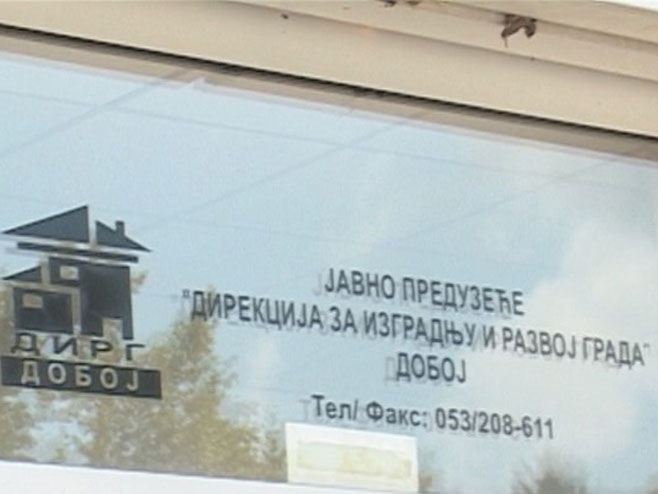 ДИРГ
ДОБОЈ
ЈАВНО ПРЕДУЗЕЋЕ
"ДИРЕКЦИЈА ЗА ИЗГРАДЊУ И РАЗВОЈ ГРАДА"
ДОБОЈ
Тел/ Факс: 053/208-611